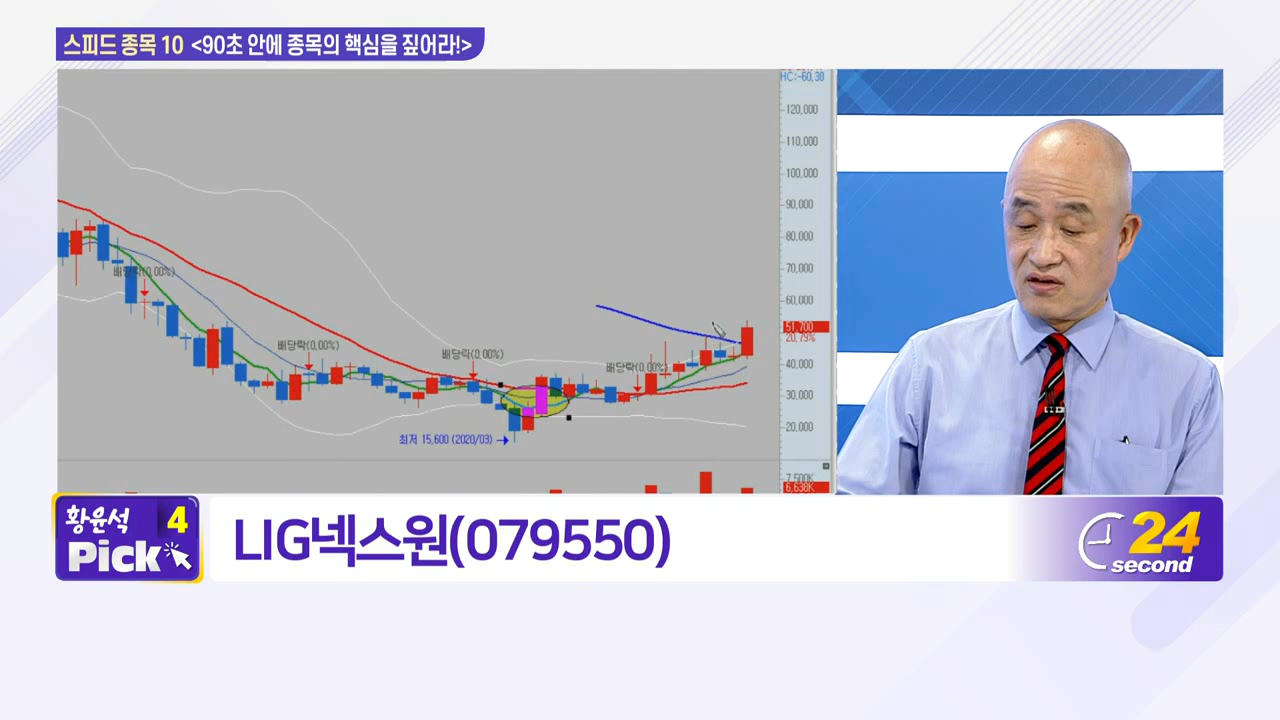 스피드 종목 10 <90초 안에 종목의 핵심을 짚어라!>
HC:-60,38
120,000
110,000
100,000
90,000
80,000
70,000
60,000
51,700
20,79%
40,000
30,000
20,000
7,500K
6,638K
배당락(0,00%)
배당락(0,00%)
배당락(0,00%)
배당락(0,00%)
최저 15,600 (2020/03)
황윤석 4
Pick
LIG넥스원(079550)
24
second